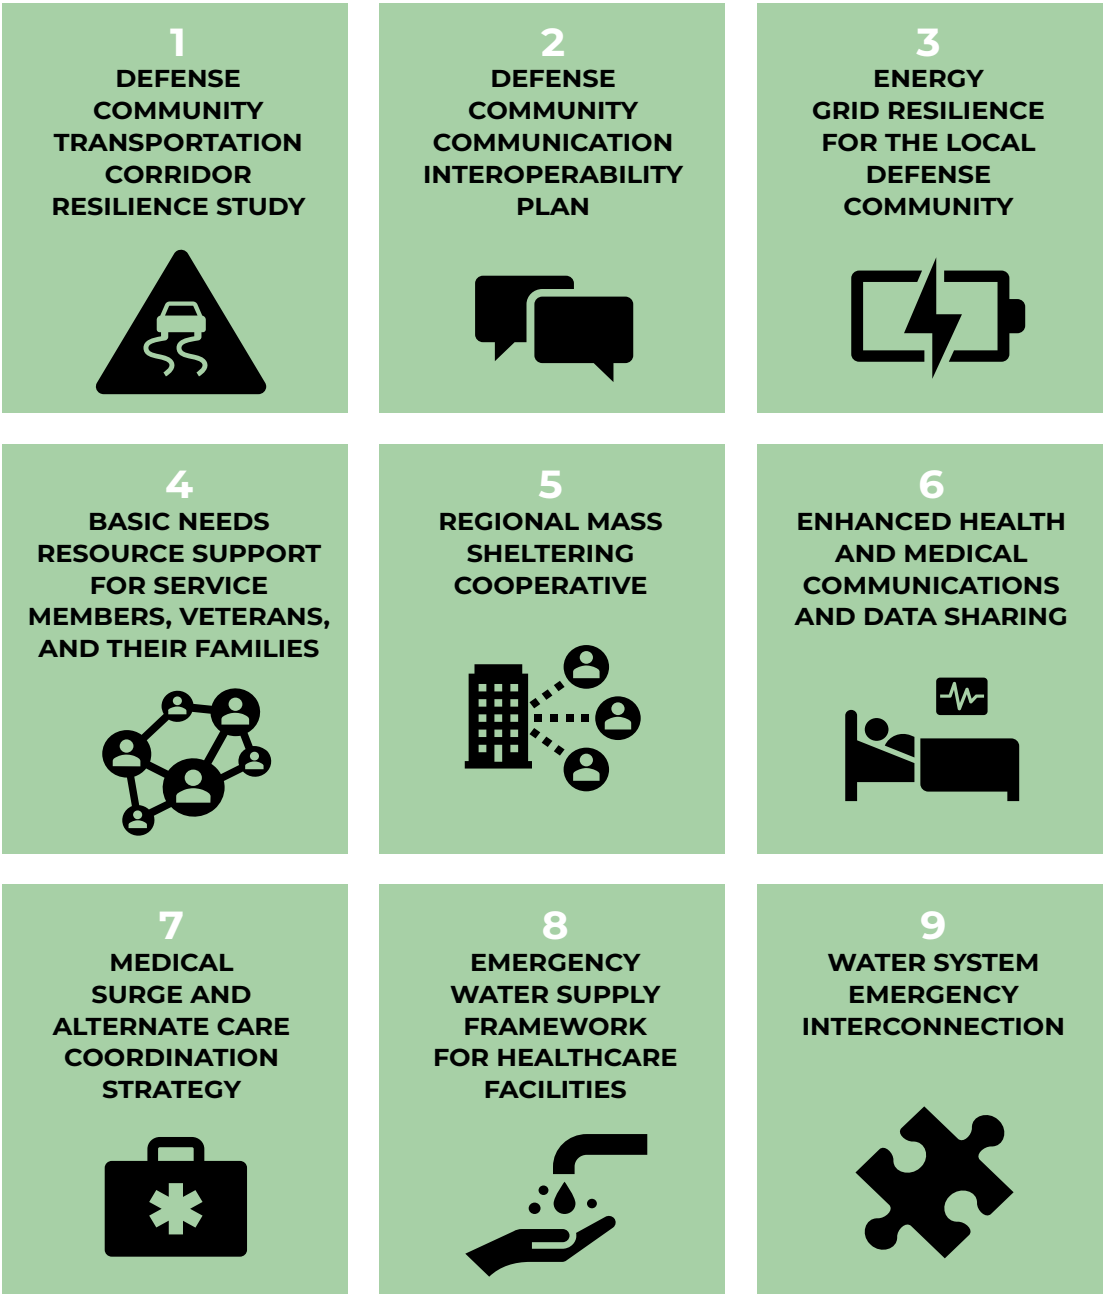 1
DEFENSE
COMMUNITY
TRANSPORTATION
CORRIDOR
RESILIENCE STUDY
2
DEFENSE
COMMUNITY
COMMUNICATION
INTEROPERABILITY
PLAN
3
ENERGY
GRID RESILIENCE
FOR THE LOCAL
DEFENSE
COMMUNITY
4
BASIC NEEDS
RESOURCE SUPPORT
FOR SERVICE
MEMBERS, VETERANS,
AND THEIR FAMILIES
5
REGIONAL MASS
SHELTERING
COOPERATIVE
6
ENHANCED HEALTH
AND MEDICAL
COMMUNICATIONS
AND DATA SHARING
7
MEDICAL
SURGE AND
ALTERNATE CARE
COORDINATION
STRATEGY
8
EMERGENCY
WATER SUPPLY
FRAMEWORK
FOR HEALTHCARE
FACILITIES
9
WATER SYSTEM
EMERGENCY
INTERCONNECTION